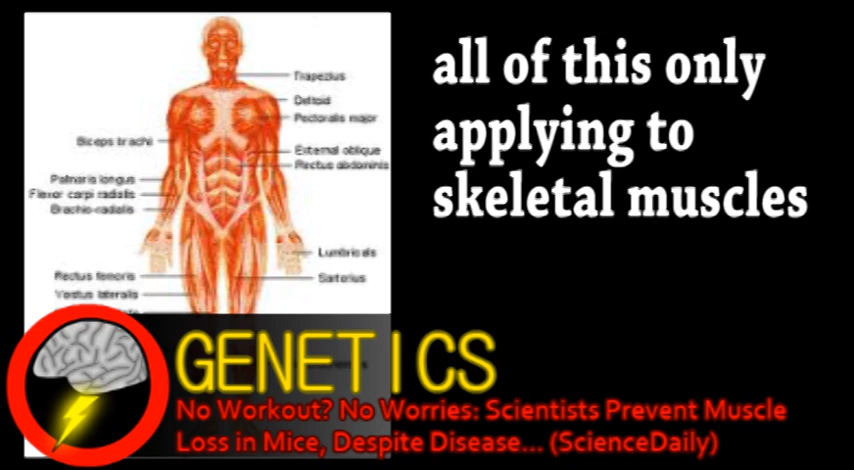 all of this only
applying to
skeletal muscles
Trapezius
Deltoid
Pectoralis major
Biceps brachii
External oblique
Rectus abdominis
Palmaris longus
Flexor carpi radialis
Brachio-radialis
Lumbricals
Rectus femoris
Sartorius
Vastus lateralis
GENETICS
No Workout? No Worries: Scientists Prevent Muscle
Loss in Mice, Despite Disease... (ScienceDaily)